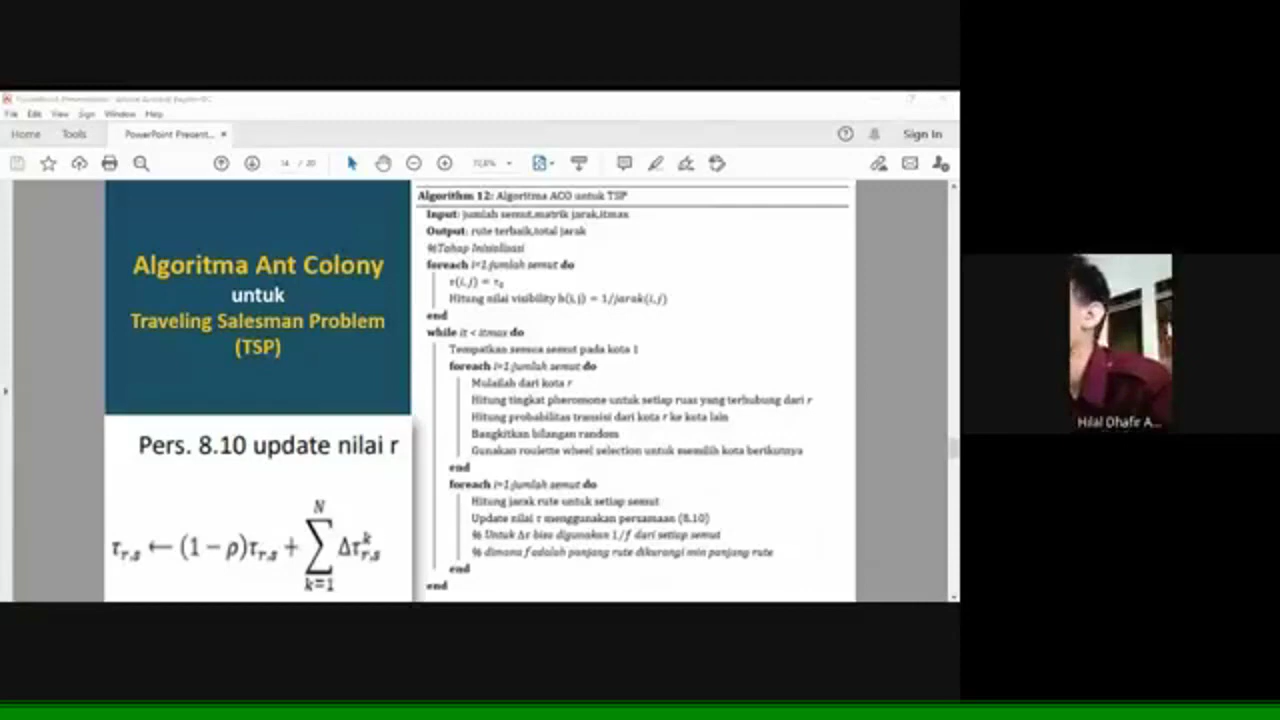 File Edit View Sign Window Help
Home Tools PowerPoint Present... × Sign In
14 / 20
Algoritma Ant Colony
untuk
Traveling Salesman Problem
(TSP)
Pers. 8.10 update nilai r
τr,s ← (1 − ρ)τr,s + ∑ k=1 N Δτ k r,s
Algorithm 12: Algoritma ACO untuk TSP
Input: jumlah semut,matrik jarak,itmax
Output: rute terbaik,total jarak
%Tahap Inisialisasi
foreach i=1:jumlah semut do
τ(i,j) = τ0
Hitung nilai visibility h(i,j) = 1/jarak(i,j)
end
while it < itmax do
Tempatkan semua semut pada kota 1
foreach i=1:jumlah semut do
Mulailah dari kota r
Hitung tingkat pheromone untuk setiap ruas yang terhubung dari r
Hitung probabilitas transisi dari kota r ke kota lain
Bangkitkan bilangan random
Gunakan roulette wheel selection untuk memilih kota berikutnya
end
foreach i=1:jumlah semut do
Hitung jarak rute untuk setiap semut
Update nilai τ menggunakan persamaan (8.10)
% Untuk Δτ bisa digunakan 1/f dari setiap semut
% dimana f adalah panjang rute dikurangi min panjang rute
end
end
Hilal Dhafir A...